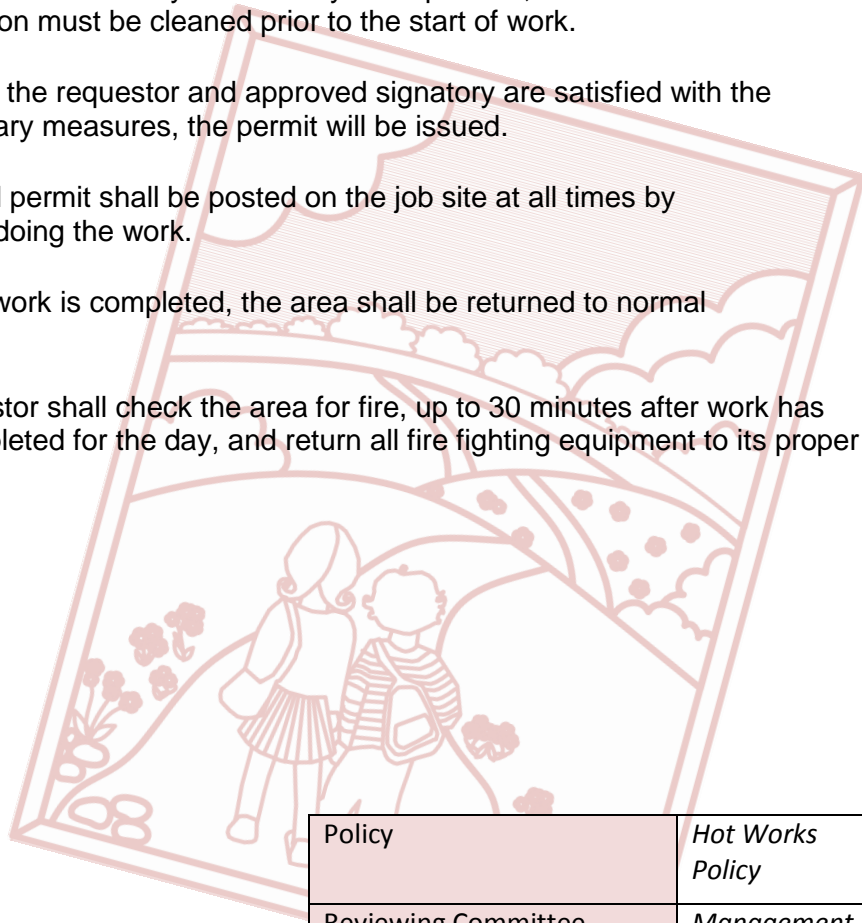 on must be cleaned prior to the start of work.
the requestor and approved signatory are satisfied with the
ary measures, the permit will be issued.
permit shall be posted on the job site at all times by
doing the work.
work is completed, the area shall be returned to normal
stor shall check the area for fire, up to 30 minutes after work has
leted for the day, and return all fire fighting equipment to its proper
Policy
Hot Works
Policy
Reviewing Committee
Management